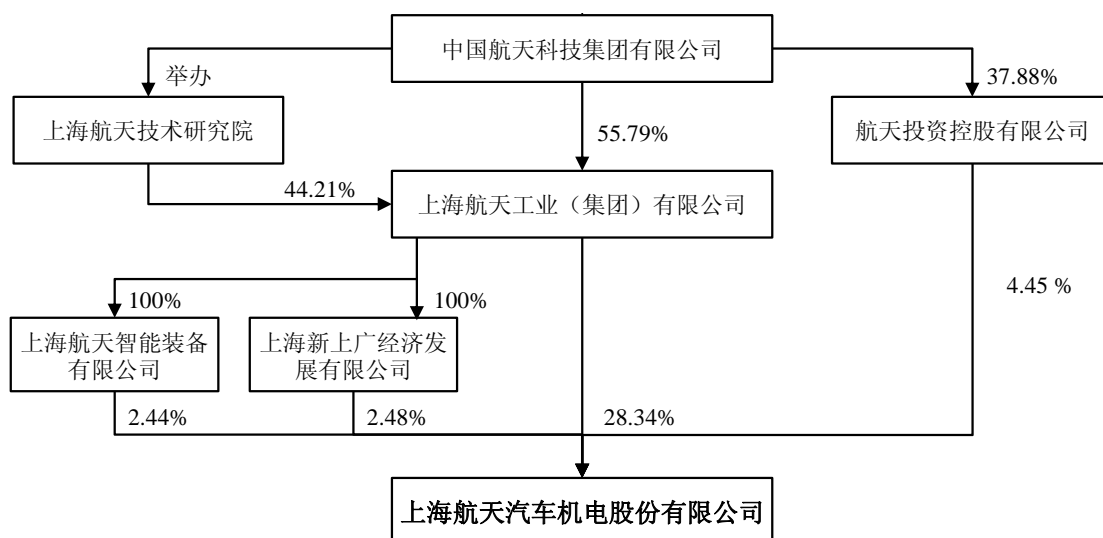 中国航天科技集团有限公司
举办
37.88%
上海航天技术研究院
55.79%
航天投资控股有限公司
44.21%
上海航天工业（集团）有限公司
100%
100%
4.45 %
上海航天智能装备
有限公司
上海新上广经济发
展有限公司
2.44%
2.48%
28.34%
上海航天汽车机电股份有限公司